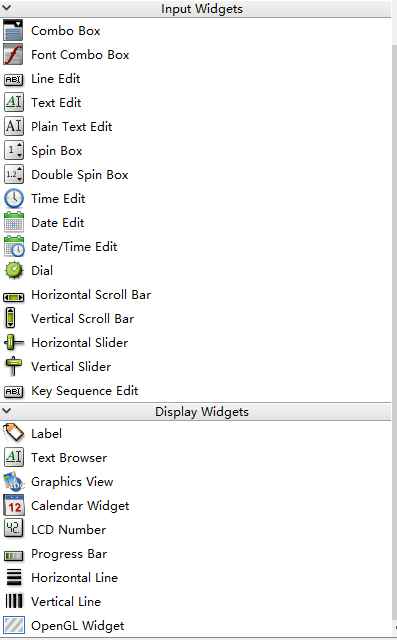 Input Widgets
Combo Box
Font Combo Box
Line Edit
Text Edit
Plain Text Edit
Spin Box
Double Spin Box
Time Edit
Date Edit
Date/Time Edit
Dial
Horizontal Scroll Bar
Vertical Scroll Bar
Horizontal Slider
Vertical Slider
Key Sequence Edit
Display Widgets
Label
Text Browser
Graphics View
Calendar Widget
LCD Number
Progress Bar
Horizontal Line
Vertical Line
OpenGL Widget